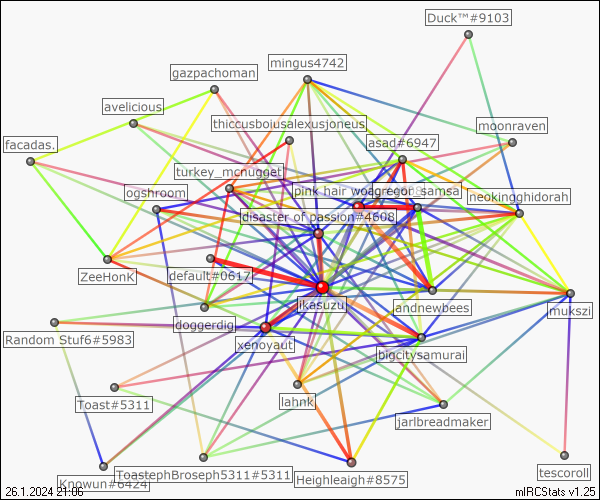 Duck™#9103
mingus4742
gazpachoman
avelicious
thiccusboiusalexusjoneus
moonraven
asad#6947
facadas.
turkey_mcnugget
ogshroom
pink hair
gregor_samsa
neokingghidorah
disaster of passion#4608
ZeeHonk
default#0617
ikasuzu
jandnewbees
mukszi
doggerdig
Random Stuf6#5983
xenoyaut
bigcitysamurai
Toast#5311
lahnk
jarlbreadmaker
ToastephBroseph5311#5311
Heighleaigh#8575
tescoroll
Knowun#6424
26.1.2024 21:06
mIRCStats v1.25